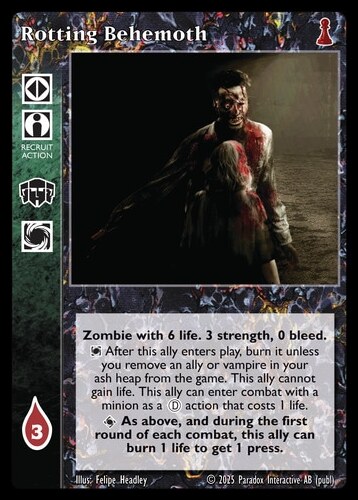 Rotting Behemoth
RECRUIT
ACTION
Zombie with 6 life. 3 strength, 0 bleed.
After this ally enters play, burn it unless
you remove an ally or vampire in your
ash heap from the game. This ally cannot
gain life. This ally can enter combat with a
minion as a Ⓓ action that costs 1 life.
As above, and during the first
round of each combat, this ally can
burn 1 life to get 1 press.
3
Illus: Felipe Headley © 2025 Paradox Interactive AB (publ)